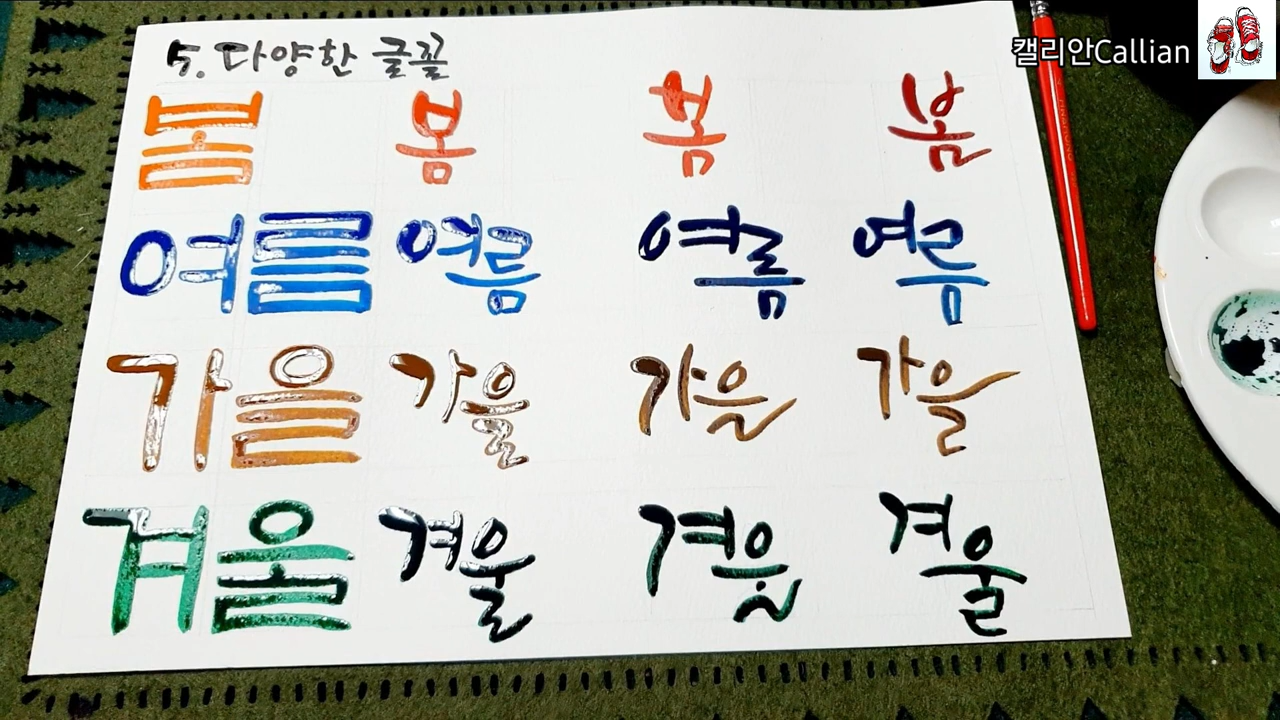 캘리안Callian
5. 다양한 글꼴
봄 봄 봄 봄
여름 여름 여름 여름
가을 가을 가을 가을
겨울 겨울 겨울 겨울